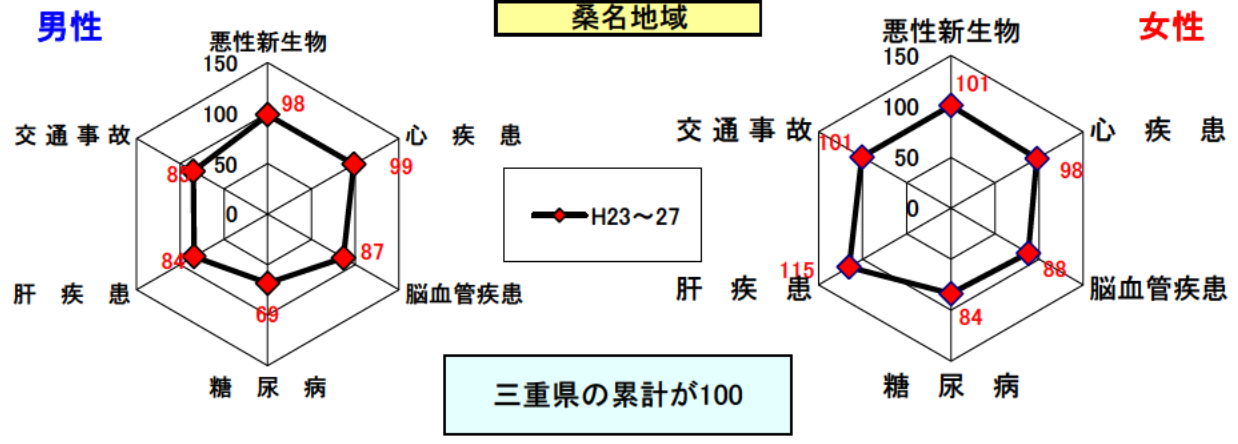 桑名地域
男性
悪性新生物
150
100
50
0
98
心 疾 患
99
87
脳血管疾患
69
糖 尿 病
84
肝 疾 患
交 通 事 故
H23～27
三重県の累計が100
女性
悪性新生物
150
100
50
0
101
心 疾 患
98
88
脳血管疾患
84
糖 尿 病
115
肝 疾 患
101
交 通 事 故